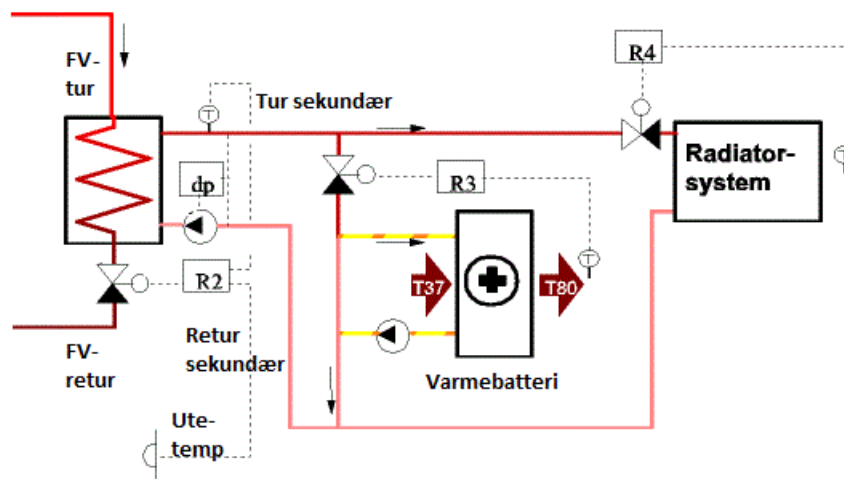 FV-
tur
T
Tur sekundær
R4
Radiator-
system
T
dp
R3
T
T37
T80
R2
FV-
retur
Retur
sekundær
Varmebatteri
Ute-
temp